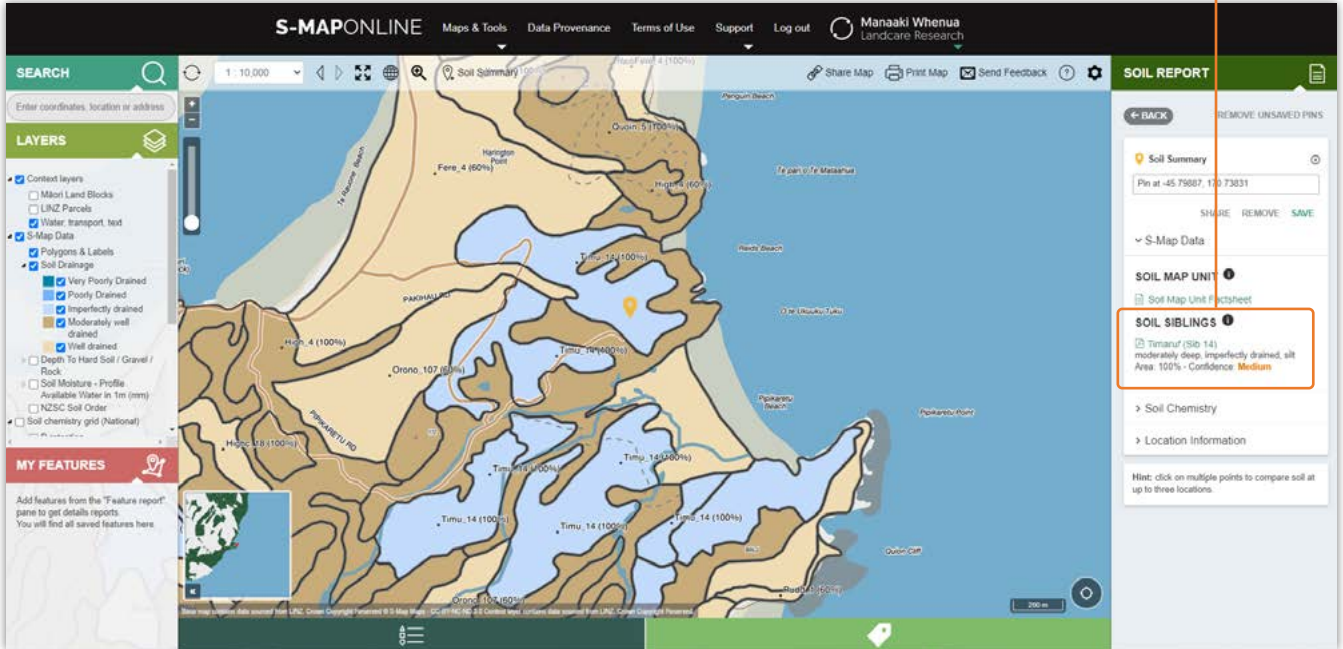 S-MAPONLINE
Maps & Tools
Data Provenance
Terms of Use
Support
Log out
Manaaki Whenua
Landcare Research
SEARCH
Enter coordinates, location or address
LAYERS
Context layers
Māori Land Blocks
LINZ Parcels
Water, transport, text
S-Map Data
Polygons & Labels
Soil Drainage
Very Poorly Drained
Poorly Drained
Imperfectly drained
Moderately well
drained
Well drained
Depth To Hard Soil / Gravel /
Rock
Soil Moisture - Profile
Available Water in 1m (mm)
NZSC Soil Order
Soil chemistry grid (National)
MY FEATURES
Add features from the "Feature report"
pane to get details reports.
You will find all saved features here.
1 : 10,000
Soil Summary
Share Map
Print Map
Send Feedback
Penguin Beach
Quoin_5 (100%)
Harington
Point
Fere_4 (60%)
Te Rauone Beach
High_4 (60%)
Reids Beach
Timu_14 (100%)
PAKIHAU RD
High_4 (100%)
Timu_14 (100%)
Orono_107 (60%)
Pipikaretu
Beach
Pipikaretu Point
PIPIKARETU RD
Highc_18 (100%)
Timu_14 (100%)
Timu_14 (100%)
Timu_14 (100%)
Timu_14 (100%)
Timu_14 (100%)
Quoin Cliff
Orono_107 (60%)
200 m
SOIL REPORT
BACK
REMOVE UNSAVED PINS
Soil Summary
Pin at -45.79887, 170.73831
SHARE
REMOVE
SAVE
S-Map Data
SOIL MAP UNIT
Soil Map Unit Factsheet
SOIL SIBLINGS
Timaruf (Sib 14)
moderately deep, imperfectly drained, silt
Area: 100% - Confidence: Medium
Soil Chemistry
Location Information
Hint: click on multiple points to compare soil at
up to three locations.